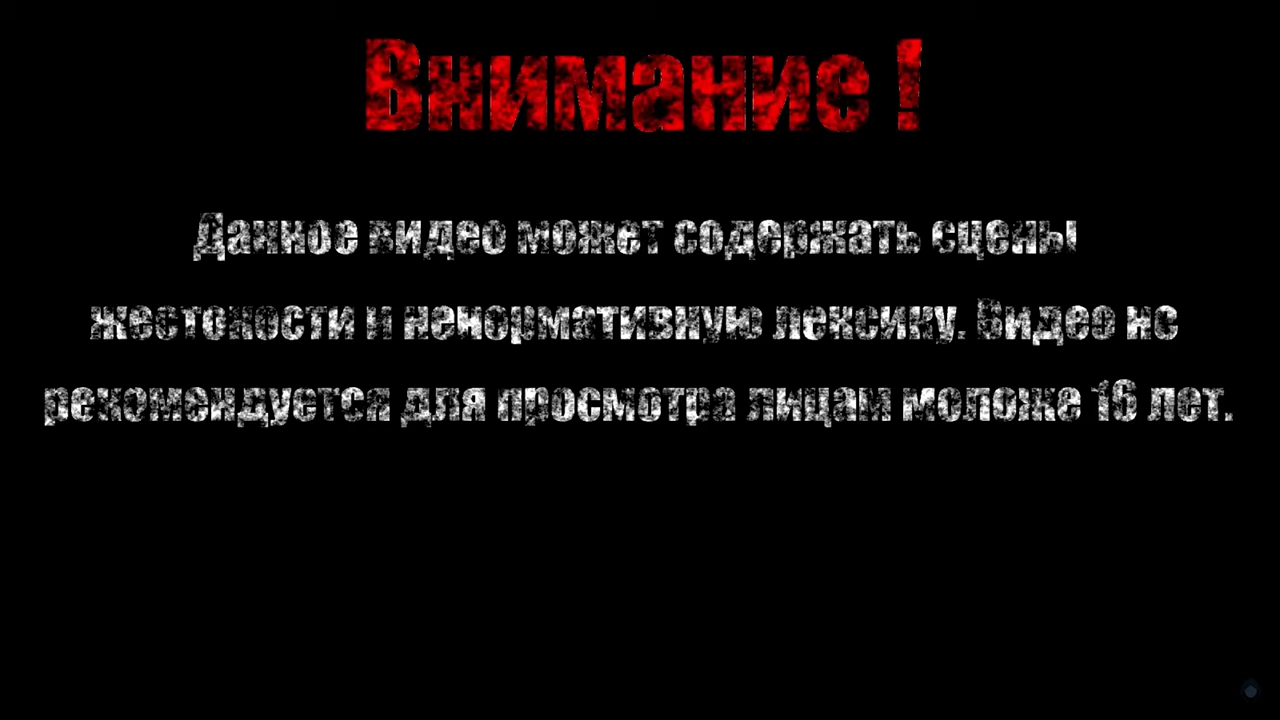 Внимание !
Данное видео может содержать сцены
жестокости и ненормативную лексику. Видео не
рекомендуется для просмотра лицам моложе 16 лет.